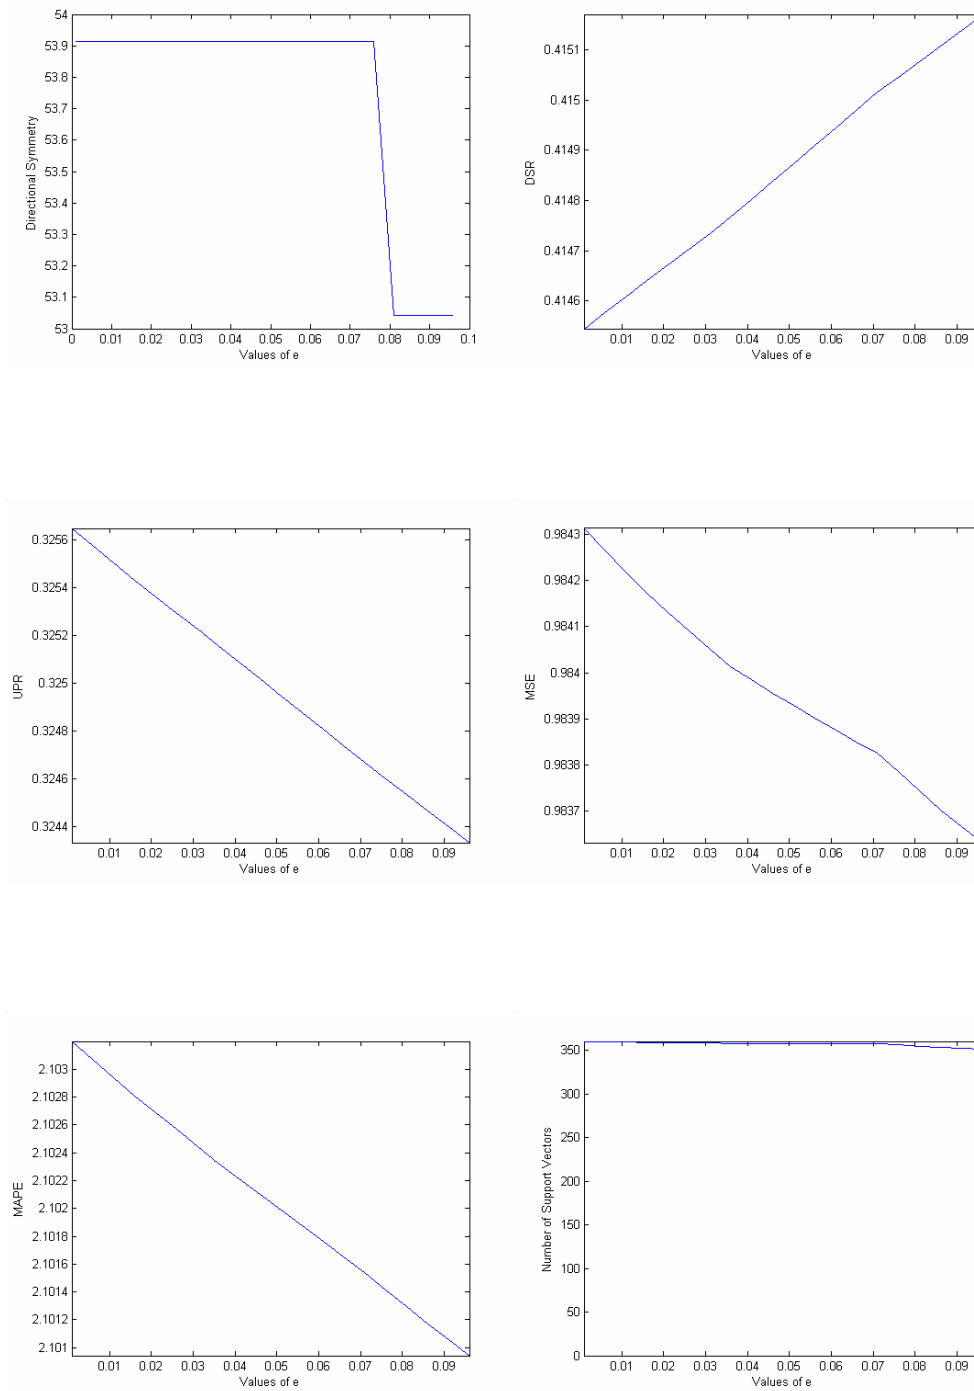 54
53.9
53.8
53.7
53.6
53.5
53.4
53.3
53.2
53.1
53
Directional Symmetry
0 0.01 0.02 0.03 0.04 0.05 0.06 0.07 0.08 0.09 0.1
Values of e
0.4151
0.415
0.4149
0.4148
0.4147
0.4146
DSR
0.01 0.02 0.03 0.04 0.05 0.06 0.07 0.08 0.09
Values of e
0.3256
0.3254
0.3252
0.325
0.3248
0.3246
0.3244
UPR
0.01 0.02 0.03 0.04 0.05 0.06 0.07 0.08 0.09
Values of e
0.9843
0.9842
0.9841
0.984
0.9839
0.9838
0.9837
MSE
0.01 0.02 0.03 0.04 0.05 0.06 0.07 0.08 0.09
Values of e
2.103
2.1028
2.1026
2.1024
2.1022
2.102
2.1018
2.1016
2.1014
2.1012
2.101
MAPE
0.01 0.02 0.03 0.04 0.05 0.06 0.07 0.08 0.09
Values of e
350
300
250
200
150
100
50
0
Number of Support Vectors
0.01 0.02 0.03 0.04 0.05 0.06 0.07 0.08 0.09
Values of e